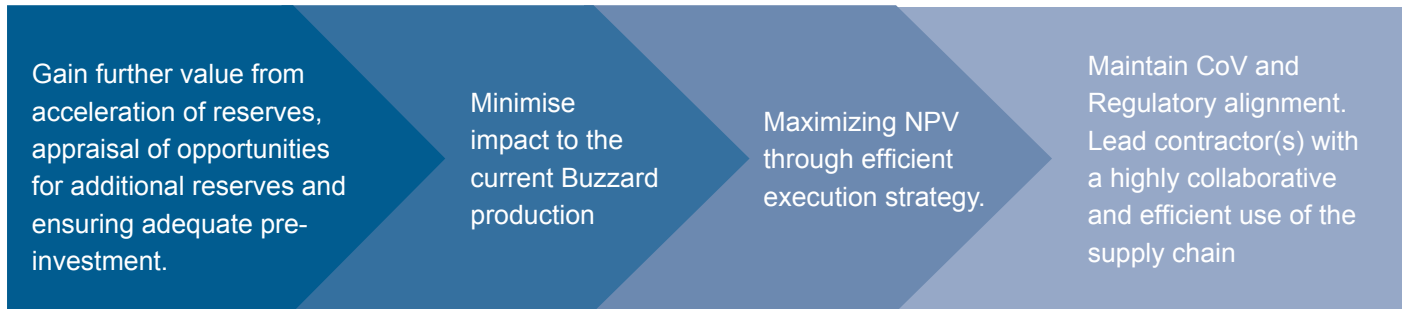 Gain further value from
acceleration of reserves,
appraisal of opportunities
for additional reserves and
ensuring adequate pre-
investment.
Minimise
impact to the
current Buzzard
production
Maximizing NPV
through efficient
execution strategy.
Maintain CoV and
Regulatory alignment.
Lead contractor(s) with
a highly collaborative
and efficient use of the
supply chain